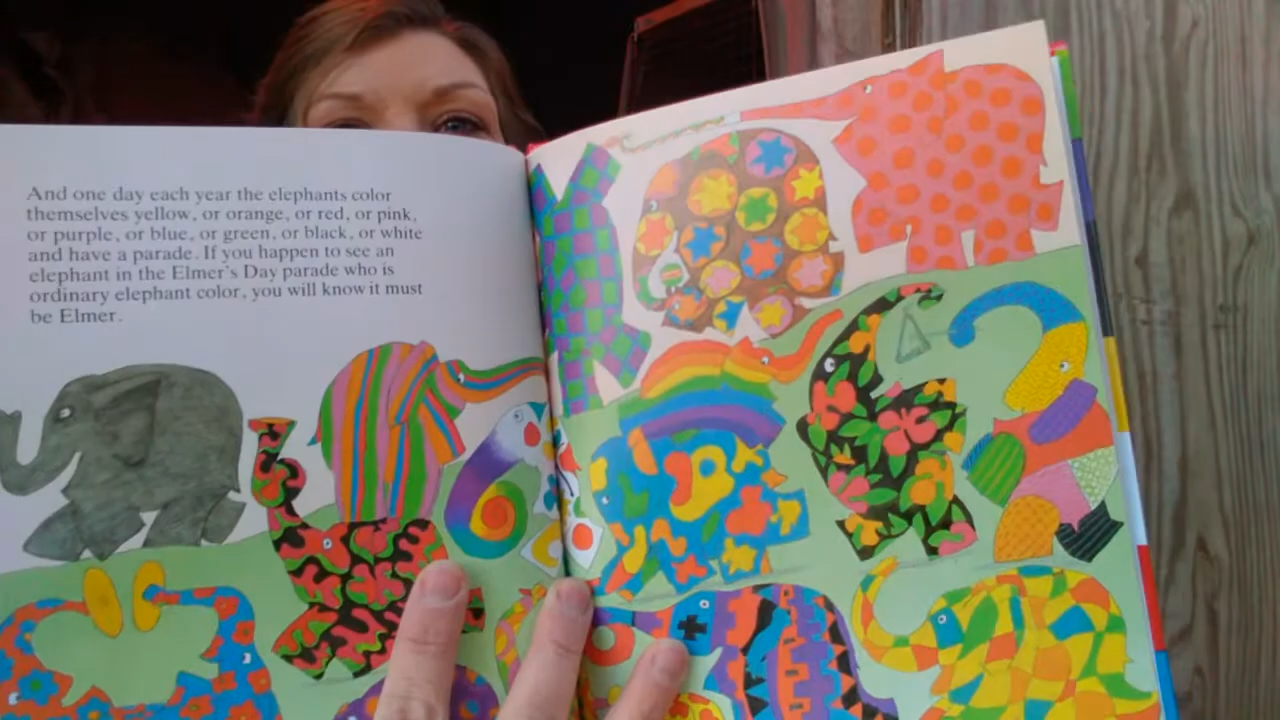 And one day each year the elephants color
themselves yellow, or orange, or red, or pink,
or purple, or blue, or green, or black, or white
and have a parade. If you happen to see an
elephant in the Elmer's Day parade who is
ordinary elephant color, you will know it must
be Elmer.